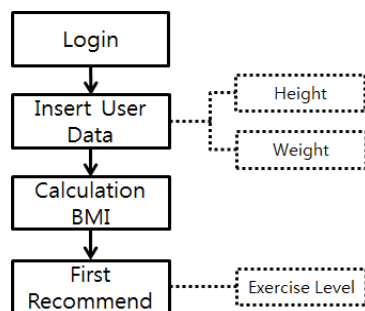 Login
Insert User
Data
Height
Weight
Calculation
BMI
First
Recommend
Exercise Level